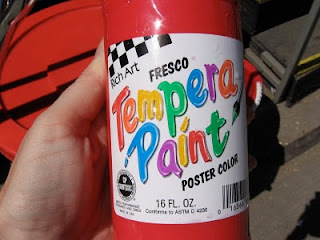 Rich Art
FRESCO
Tempera
Paint
POSTER COLOR
16 FL. OZ.
Conforms to ASTM D 4236